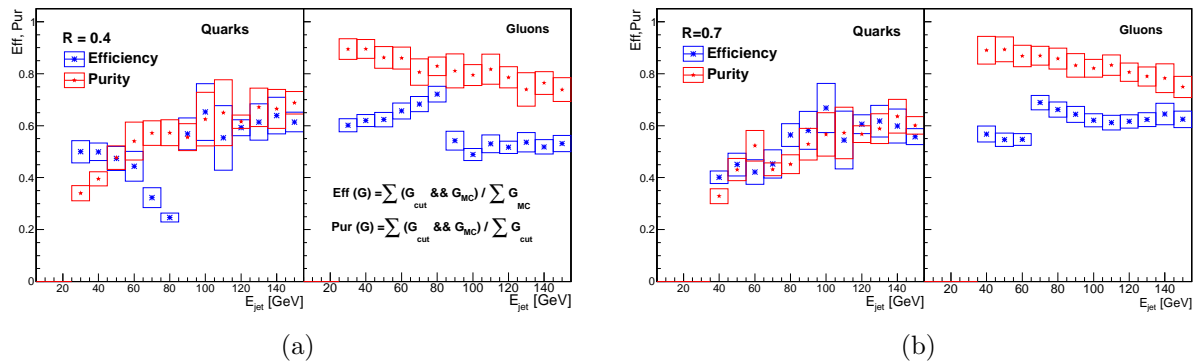 Eff, Pur
R = 0.4
Quarks
Efficiency
Purity
Gluons
Eff (G) =∑ (G_cut && G_MC) / ∑ G_MC
Pur (G) =∑ (G_cut && G_MC) / ∑ G_cut
1
0.8
0.6
0.4
0.2
0
20 40 60 80 100 120 140
E_jet [GeV]
20 40 60 80 100 120 140
E_jet [GeV]
(a)
Eff,Pur
R=0.7
Quarks
Efficiency
Purity
Gluons
1
0.8
0.6
0.4
0.2
0
20 40 60 80 100 120 140
E_jet [GeV]
20 40 60 80 100 120 140
E_jet [GeV]
(b)